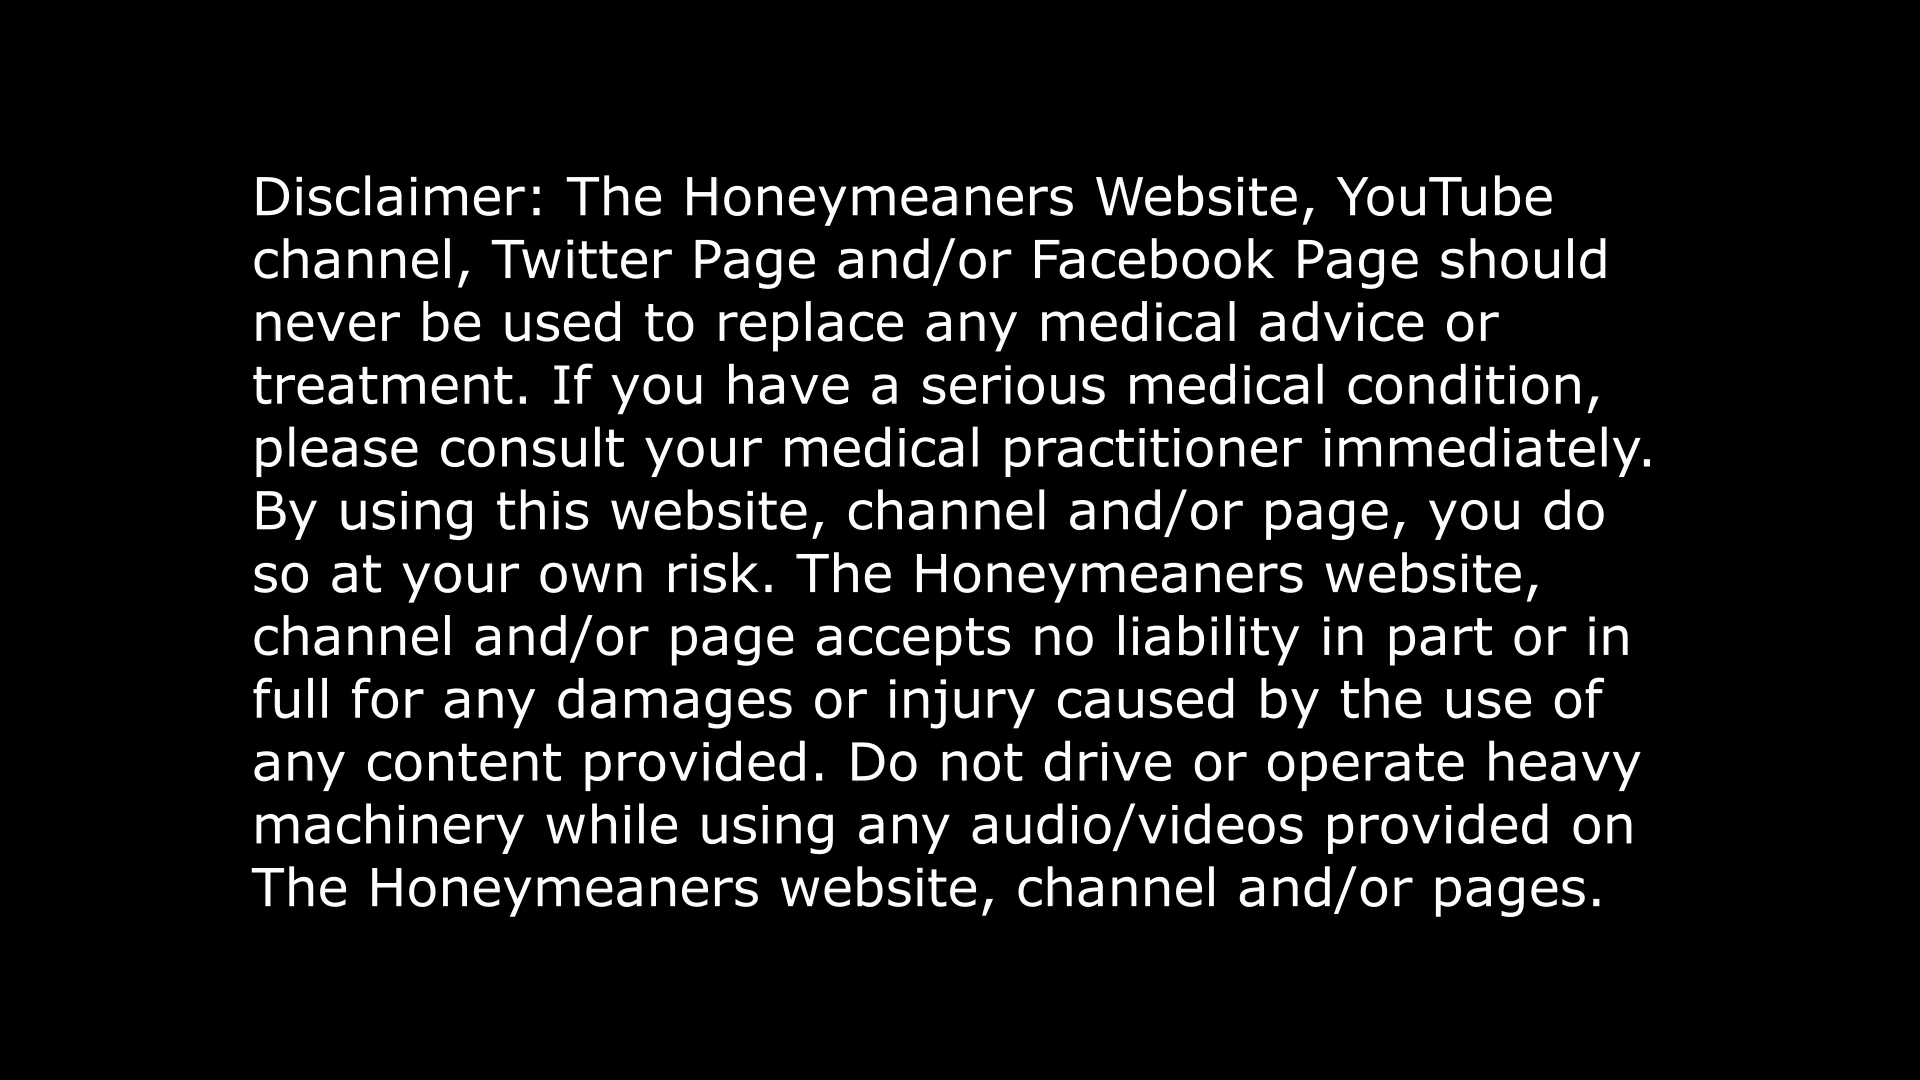 Disclaimer: The Honeymeaners Website, YouTube
channel, Twitter Page and/or Facebook Page should
never be used to replace any medical advice or
treatment. If you have a serious medical condition,
please consult your medical practitioner immediately.
By using this website, channel and/or page, you do
so at your own risk. The Honeymeaners website,
channel and/or page accepts no liability in part or in
full for any damages or injury caused by the use of
any content provided. Do not drive or operate heavy
machinery while using any audio/videos provided on
The Honeymeaners website, channel and/or pages.